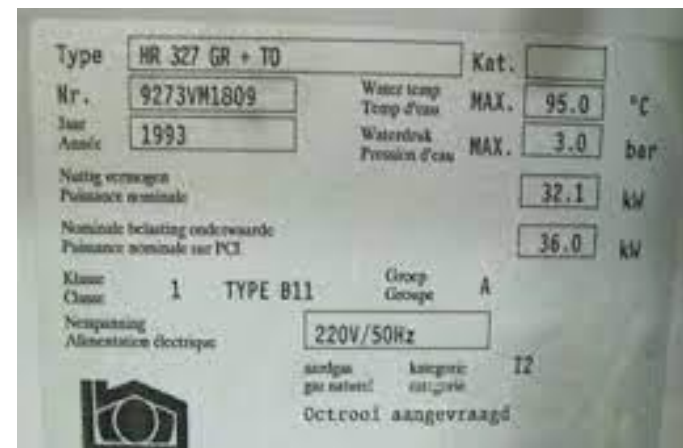 Type HR 327 GR + TO Kat.
Nr. 9273VM1809 Water temp Temp d'eau MAX. 95.0 °C
Jaar Année 1993 Waterdruk Pression d'eau MAX. 3.0 bar
Nuttig vermogen
Puissance nominale 32.1 kW
Nominale belasting onderwaarde
Puissance nominale sur PCI 36.0 kW
Klasse Classe 1 TYPE B11 Groep Groupe A
Netspanning
Alimentation électrique 220V/50Hz
aardgas kategorie I2
gaz naturel catégorie
Octrooi aangevraagd